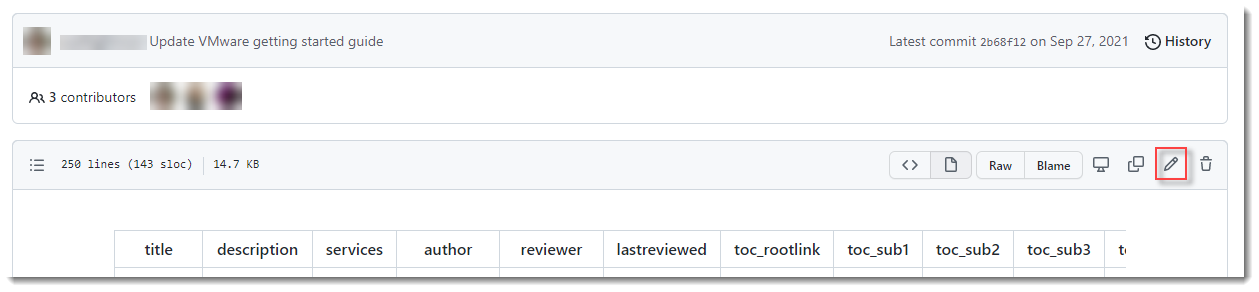 Update VMware getting started guide Latest commit 2b68f12 on Sep 27, 2021 History
3 contributors
250 lines (143 sloc) 14.7 KB Raw Blame
title description services author reviewer lastreviewed toc_rootlink toc_sub1 toc_sub2 toc_sub3